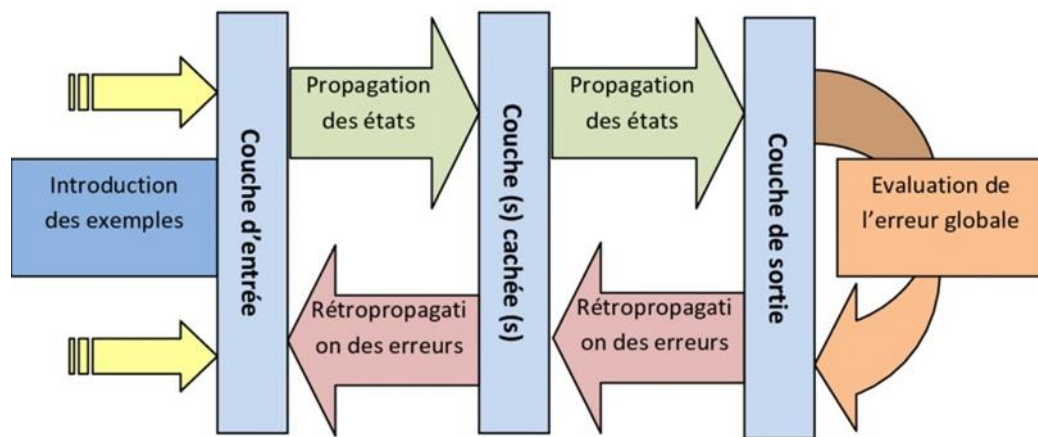 Introduction
des exemples
Couche d'entrée
Propagation
des états
Rétropropagati
on des erreurs
Couche (s) cachée (s)
Propagation
des états
Rétropropagati
on des erreurs
Couche de sortie
Evaluation de
l'erreur globale